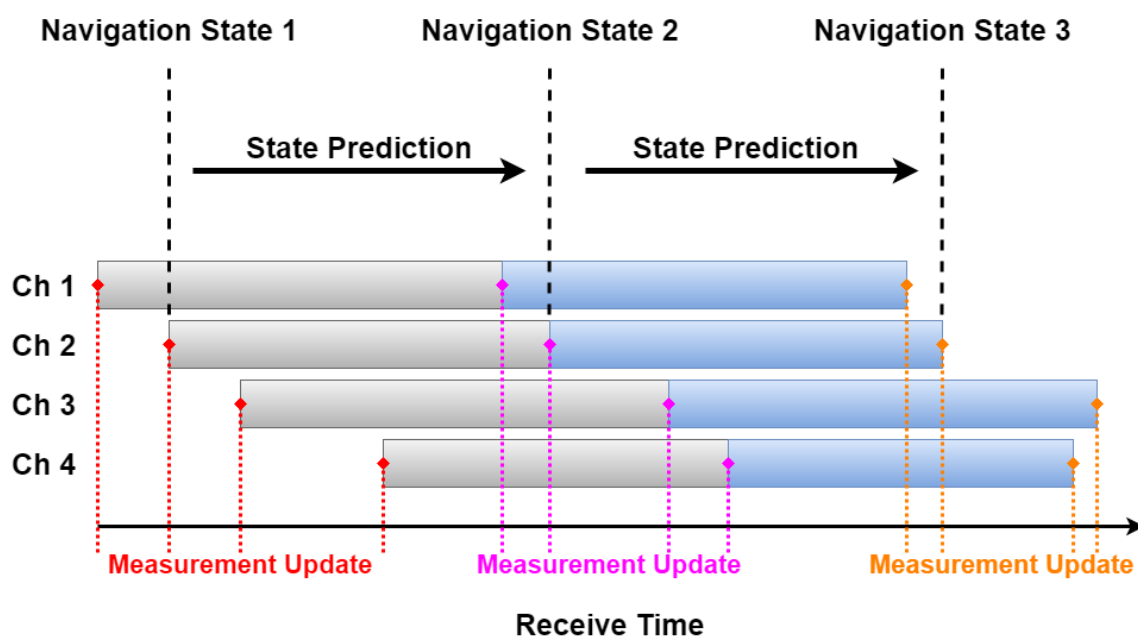 Navigation State 1
Navigation State 2
Navigation State 3
State Prediction
State Prediction
Ch 1
Ch 2
Ch 3
Ch 4
Measurement Update
Measurement Update
Measurement Update
Receive Time